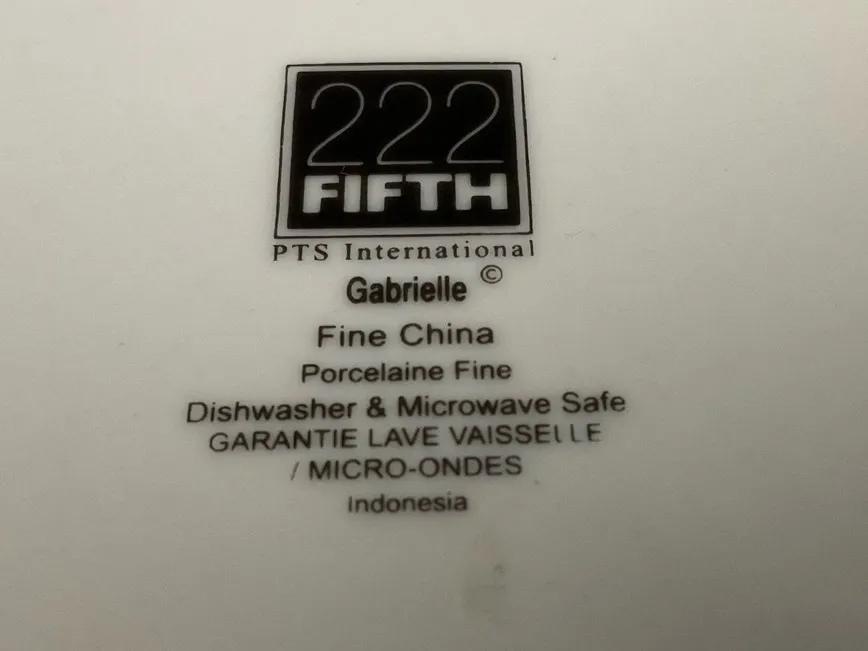 222
FIFTH
PTS International
Gabrielle ©
Fine China
Porcelaine Fine
Dishwasher & Microwave Safe
GARANTIE LAVE VAISSELLE
/ MICRO-ONDES
Indonesia